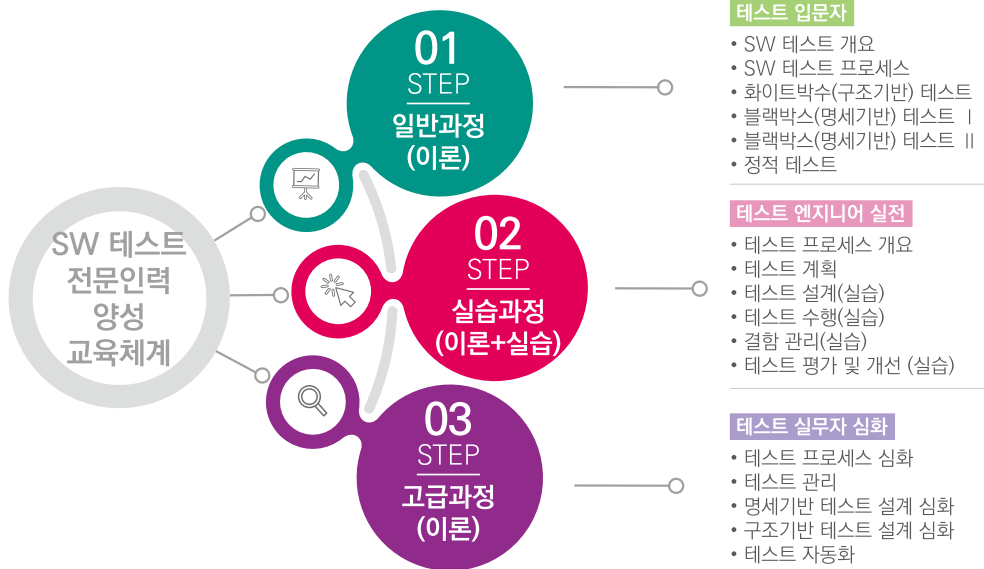 SW 테스트
전문인력
양성
교육체계
01
STEP
일반과정
(이론)
02
STEP
실습과정
(이론+실습)
03
STEP
고급과정
(이론)
테스트 입문자
• SW 테스트 개요
• SW 테스트 프로세스
• 화이트박수(구조기반) 테스트
• 블랙박스(명세기반) 테스트 Ⅰ
• 블랙박스(명세기반) 테스트 Ⅱ
• 정적 테스트
테스트 엔지니어 실전
• 테스트 프로세스 개요
• 테스트 계획
• 테스트 설계(실습)
• 테스트 수행(실습)
• 결함 관리(실습)
• 테스트 평가 및 개선 (실습)
테스트 실무자 심화
• 테스트 프로세스 심화
• 테스트 관리
• 명세기반 테스트 설계 심화
• 구조기반 테스트 설계 심화
• 테스트 자동화